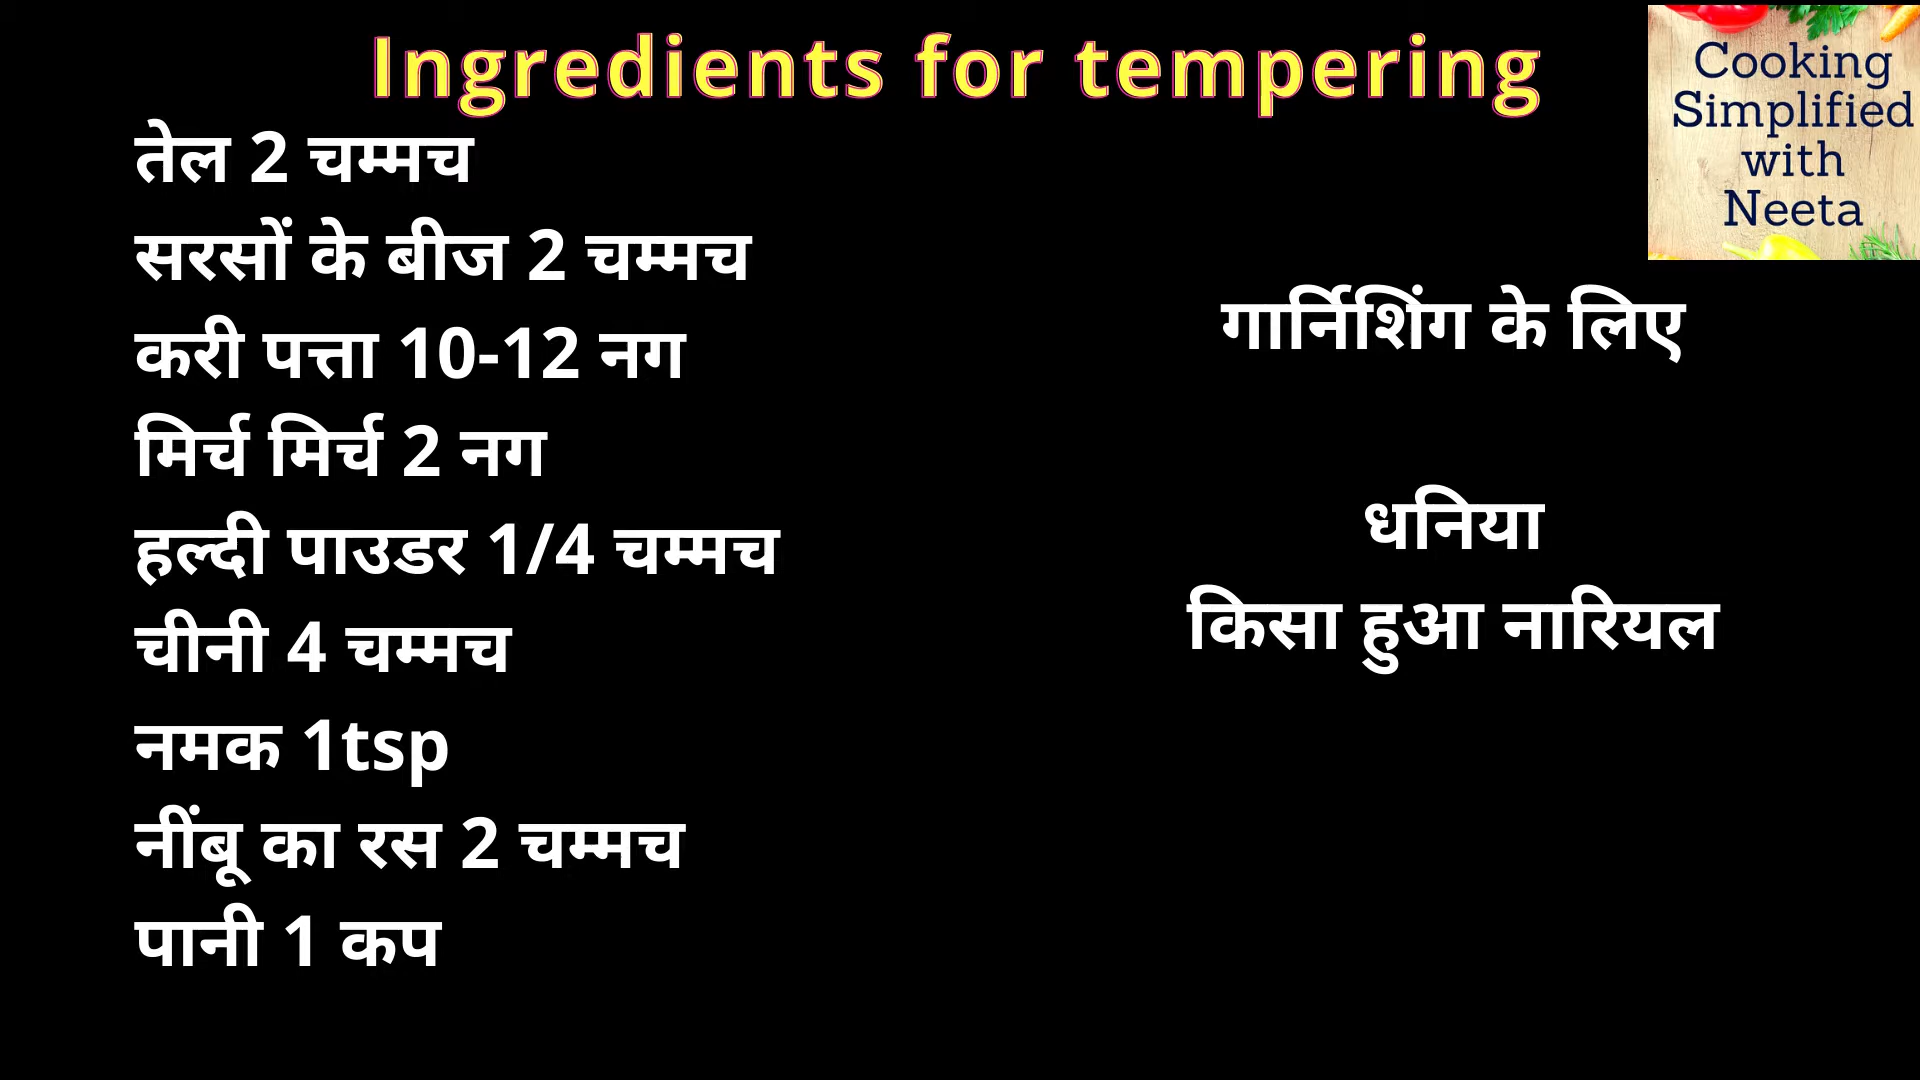 Ingredients for tempering
Cooking
Simplified
with
Neeta
तेल 2 चम्मच
सरसों के बीज 2 चम्मच
करी पत्ता 10-12 नग
मिर्च मिर्च 2 नग
हल्दी पाउडर 1/4 चम्मच
चीनी 4 चम्मच
नमक 1tsp
नींबू का रस 2 चम्मच
पानी 1 कप
गार्निशिंग के लिए
धनिया
किसा हुआ नारियल